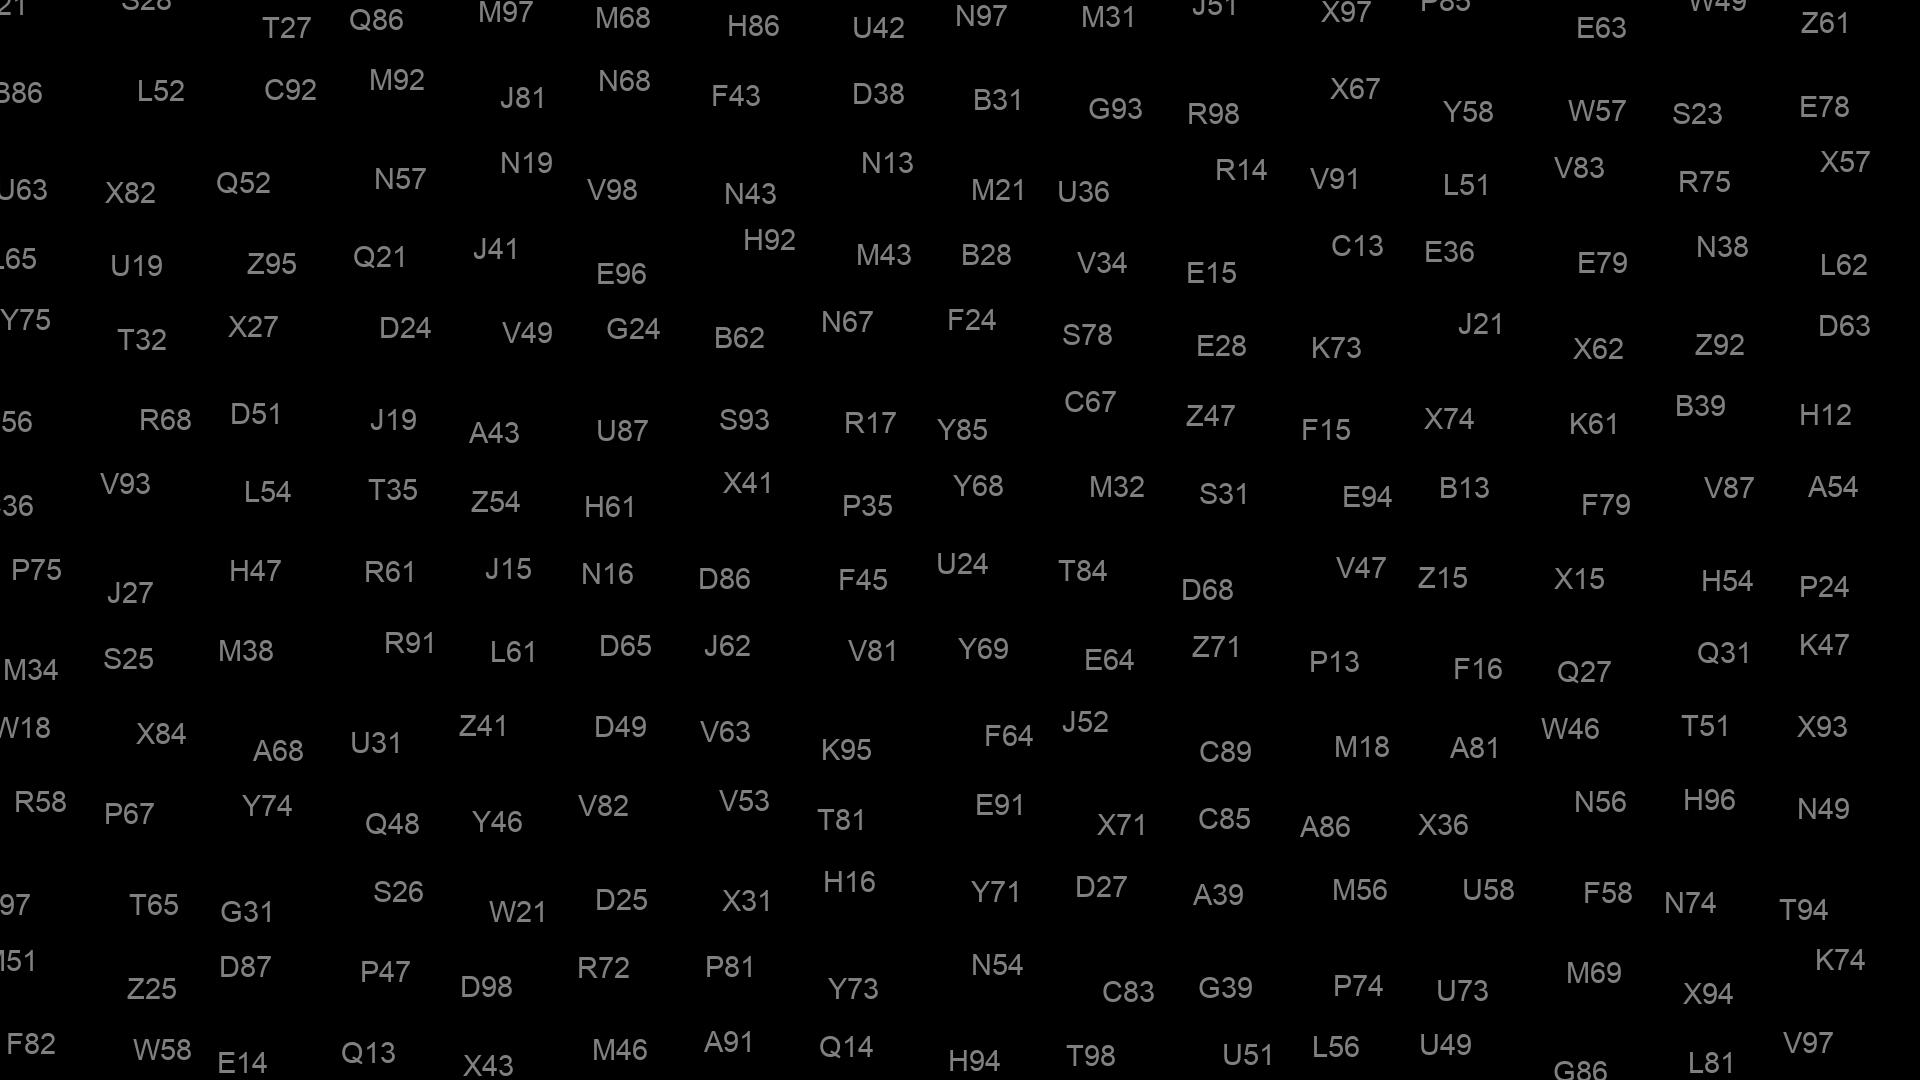 S28 T27 Q86 M97 M68 H86 U42 N97 M31 J51 X97 P85 E63 W49 Z61
B86 L52 C92 M92 J81 N68 F43 D38 B31 G93 R98 X67 Y58 W57 S23 E78
U63 X82 Q52 N57 N19 V98 N43 N13 M21 U36 R14 V91 L51 V83 R75 X57
U19 Z95 Q21 J41 E96 H92 M43 B28 V34 E15 C13 E36 E79 N38 L62
Y75 T32 X27 D24 V49 G24 B62 N67 F24 S78 E28 K73 J21 X62 Z92 D63
R68 D51 J19 A43 U87 S93 R17 Y85 C67 Z47 F15 X74 K61 B39 H12
V93 L54 T35 Z54 H61 X41 P35 Y68 M32 S31 E94 B13 F79 V87 A54
P75 J27 H47 R61 J15 N16 D86 F45 U24 T84 D68 V47 Z15 X15 H54 P24
M34 S25 M38 R91 L61 D65 J62 V81 Y69 E64 Z71 P13 F16 Q27 Q31 K47
W18 X84 A68 U31 Z41 D49 V63 K95 F64 J52 C89 M18 A81 W46 T51 X93
R58 P67 Y74 Q48 Y46 V82 V53 T81 E91 X71 C85 A86 X36 N56 H96 N49
T65 G31 S26 W21 D25 X31 H16 Y71 D27 A39 M56 U58 F58 N74 T94
Z25 D87 P47 D98 R72 P81 Y73 N54 C83 G39 P74 U73 M69 X94 K74
F82 W58 E14 Q13 X43 M46 A91 Q14 H94 T98 U51 L56 U49 G86 L81 V97